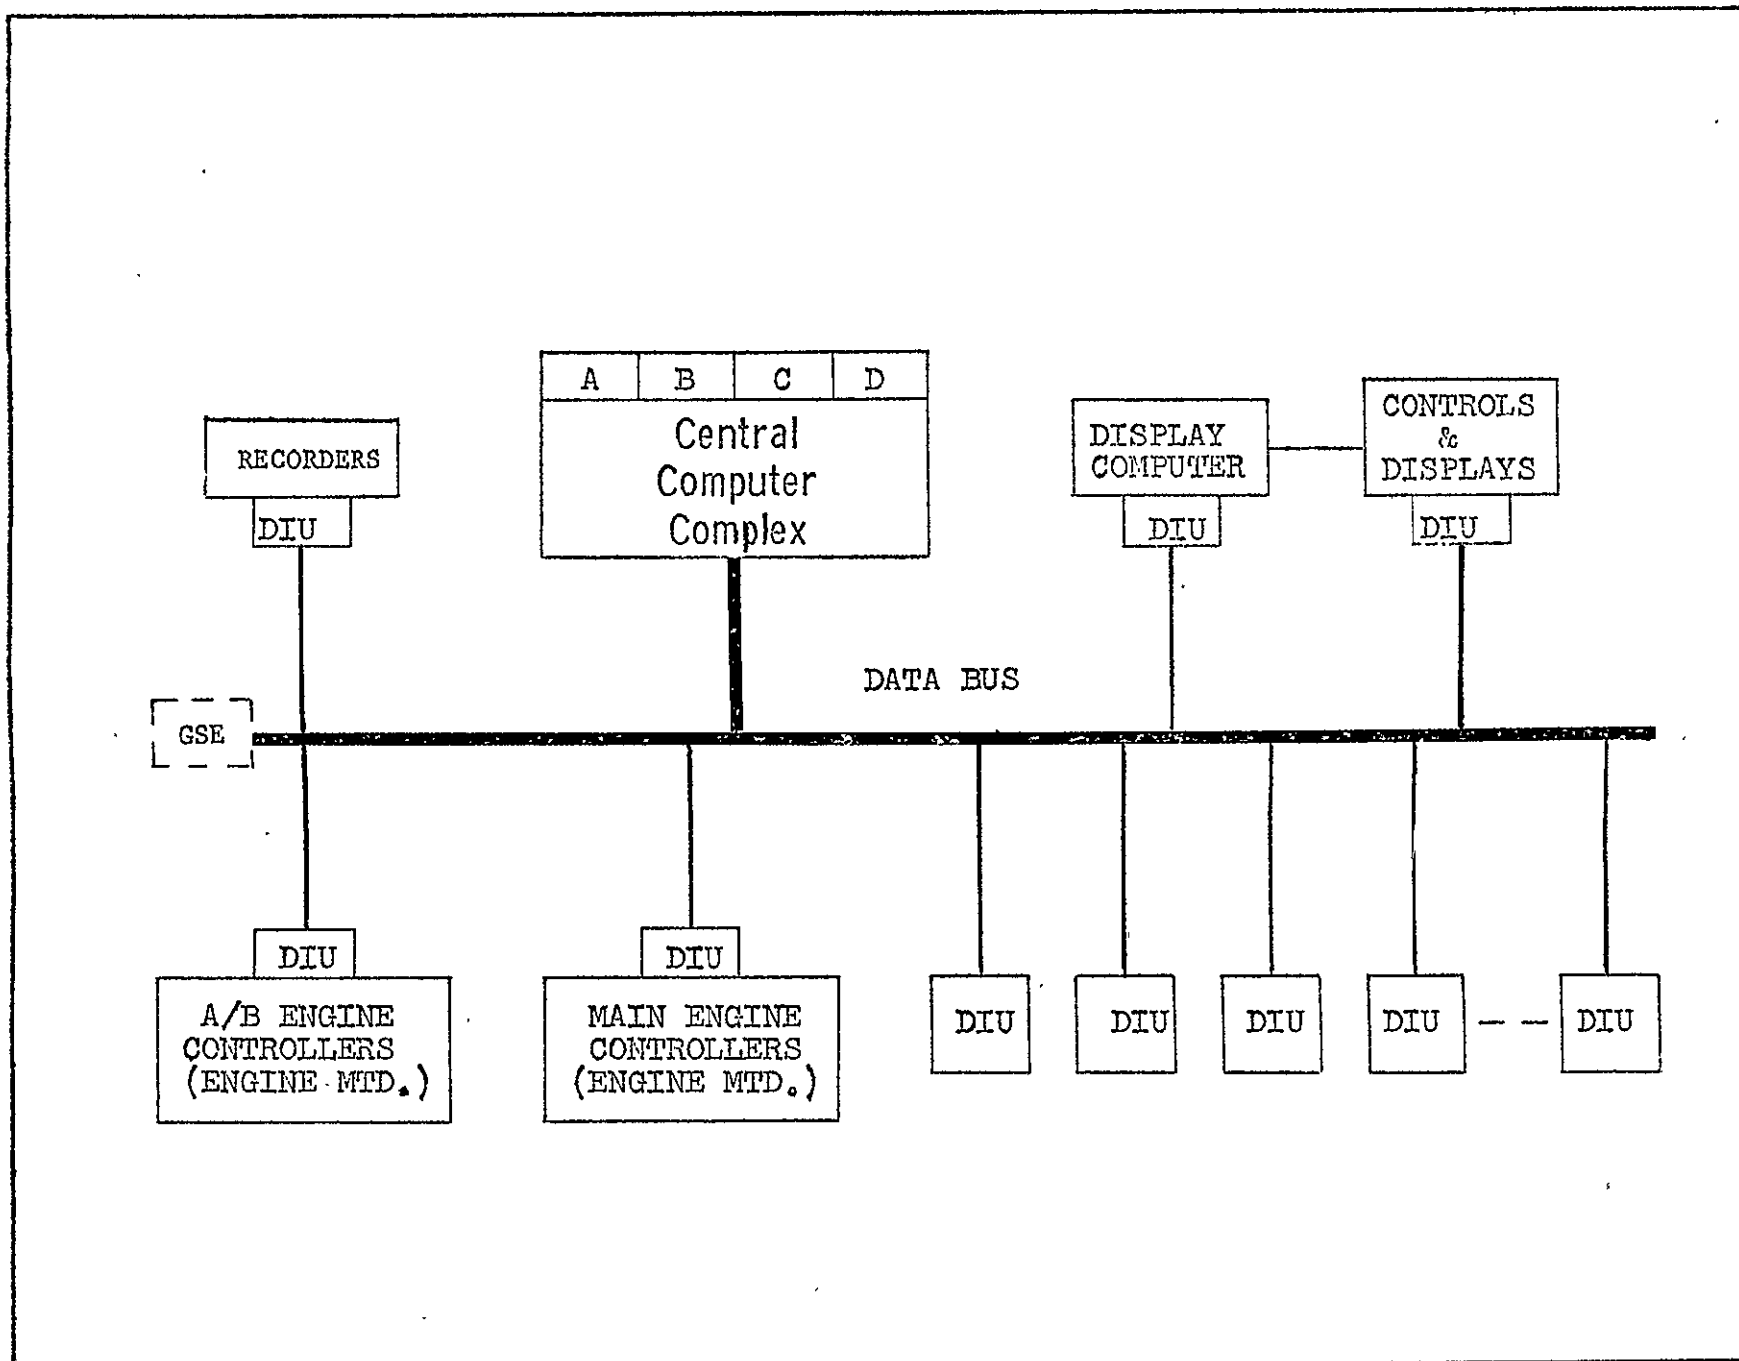 A B C D
Central
Computer
Complex
RECORDERS
DIU
DISPLAY
COMPUTER
DIU
CONTROLS
&
DISPLAYS
DIU
DATA BUS
GSE
DIU
A/B ENGINE
CONTROLLERS
(ENGINE MTD.)
DIU
MAIN ENGINE
CONTROLLERS
(ENGINE MTD.)
DIU
DIU
DIU
DIU
DIU